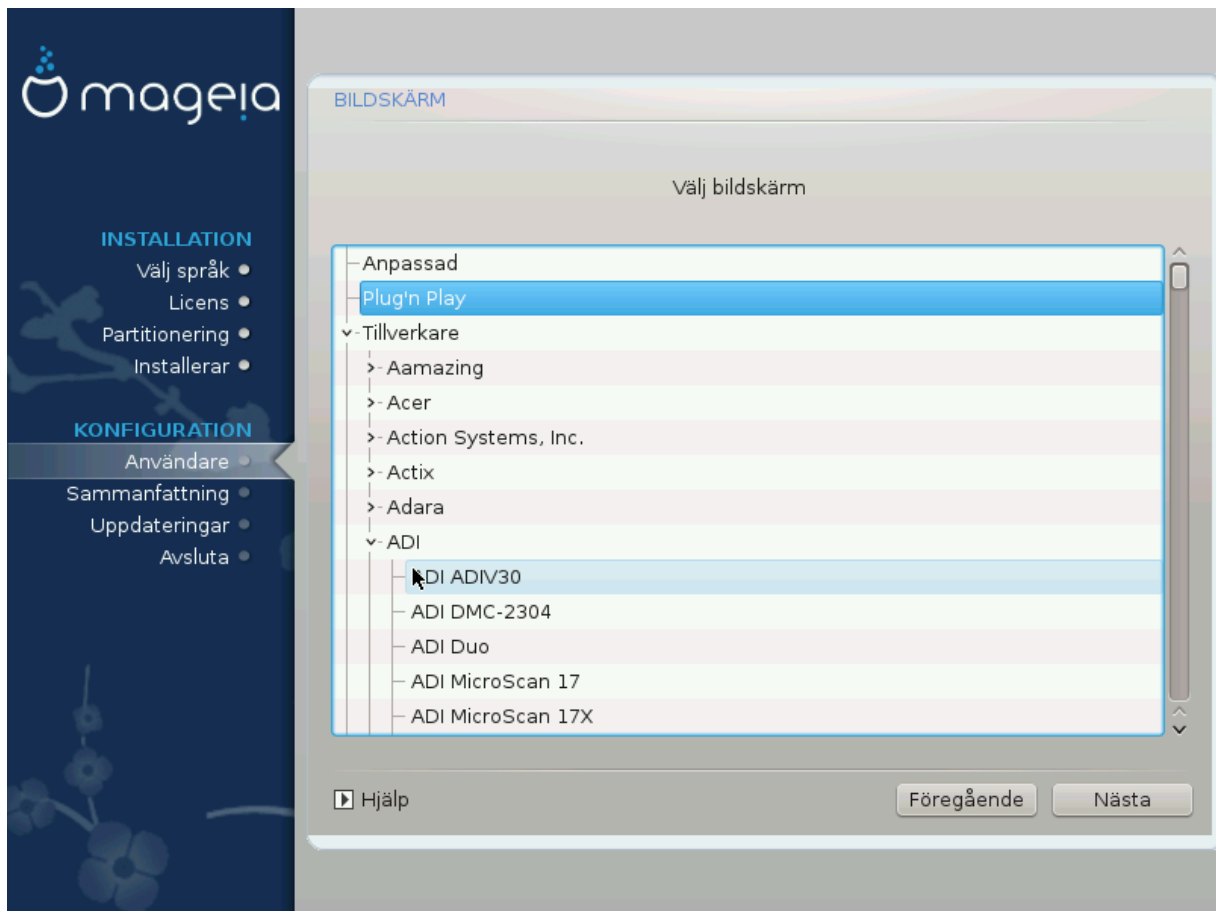 mageia
INSTALLATION
Välj språk
Licens
Partitionering
Installerar
KONFIGURATION
Användare
Sammanfattning
Uppdateringar
Avsluta
BILDSKÄRM
Välj bildskärm
Anpassad
Plug'n Play
Tillverkare
Aamazing
Acer
Action Systems, Inc.
Actix
Adara
ADI
ADI ADIV30
ADI DMC-2304
ADI Duo
ADI MicroScan 17
ADI MicroScan 17X
Hjälp
Föregående
Nästa